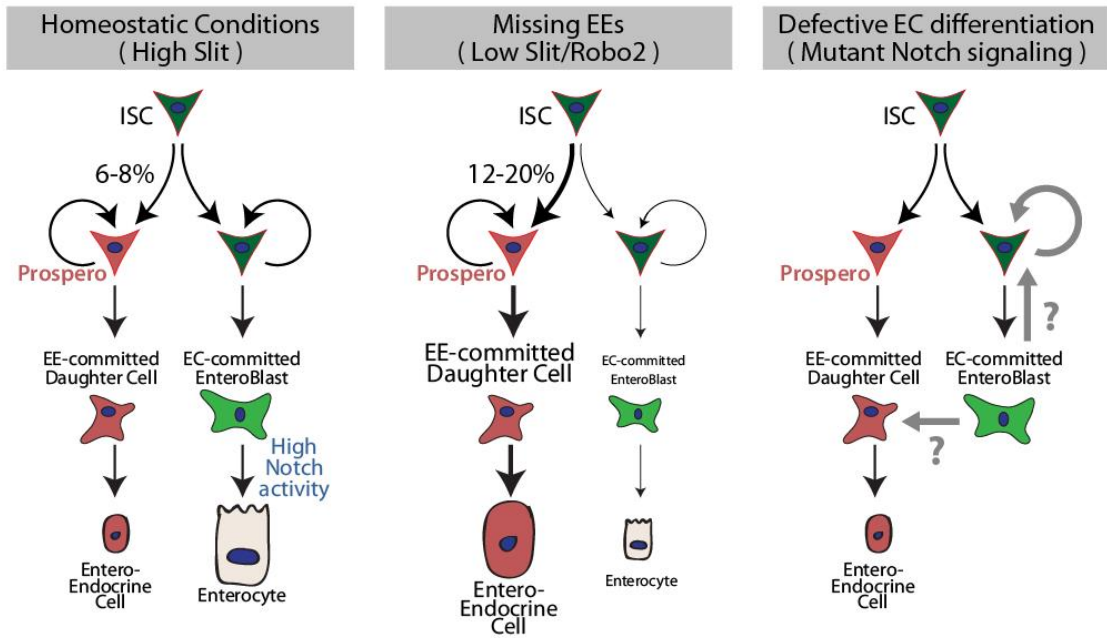 Homeostatic Conditions
( High Slit )
ISC
6-8%
Prospero
EE-committed
Daughter Cell
EC-committed
EnteroBlast
High
Notch
activity
Entero-
Endocrine
Cell
Enterocyte
Missing EEs
( Low Slit/Robo2 )
ISC
12-20%
Prospero
EE-committed
Daughter Cell
EC-committed
EnteroBlast
Entero-
Endocrine
Cell
Enterocyte
Defective EC differentiation
( Mutant Notch signaling )
ISC
Prospero
?
EE-committed
Daughter Cell
EC-committed
EnteroBlast
?
Entero-
Endocrine
Cell